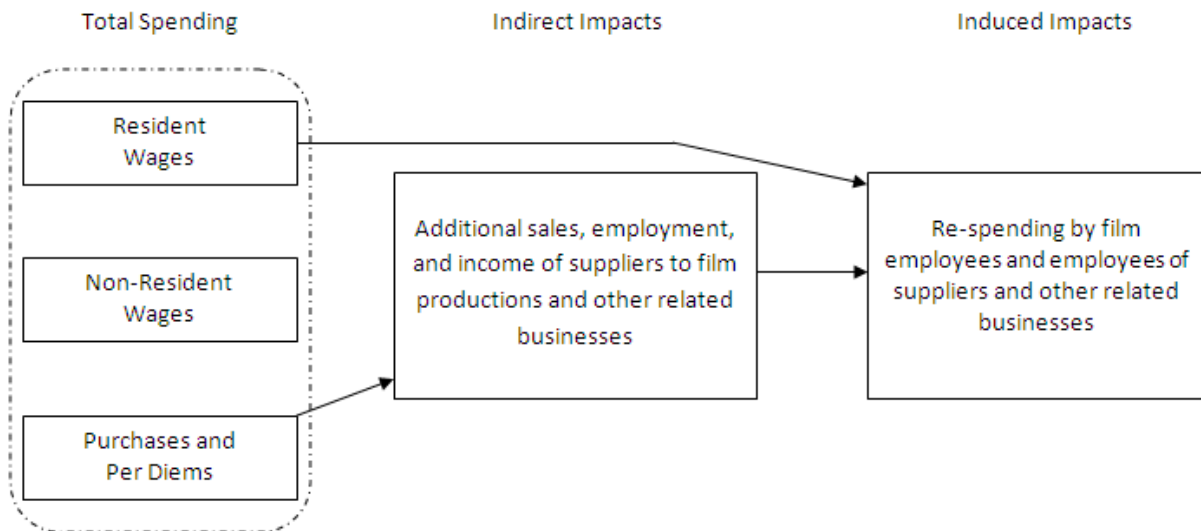 Total Spending
Indirect Impacts
Induced Impacts
Resident
Wages
Non-Resident
Wages
Purchases and
Per Diems
Additional sales, employment,
and income of suppliers to film
productions and other related
businesses
Re-spending by film
employees and employees of
suppliers and other related
businesses